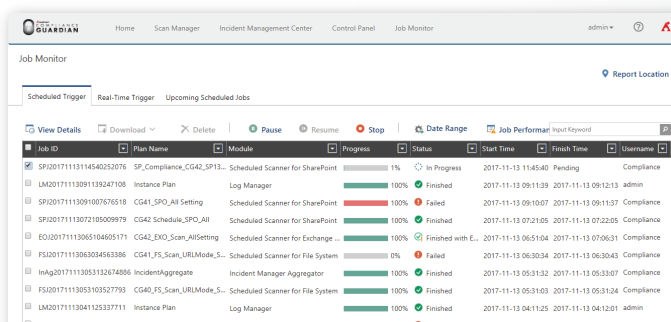 COMPLIANCE
GUARDIAN
Home Scan Manager Incident Management Center Control Panel Job Monitor admin
Job Monitor
Report Location
Scheduled Trigger Real-Time Trigger Upcoming Scheduled Jobs
View Details Download Delete Pause Resume Stop Date Range Job Performan Input Keyword
Job ID Plan Name Module Progress Status Start Time Finish Time Username
SPJ20171113114540252076 SP_Compliance_CG42_SP13... Scheduled Scanner for SharePoint 1% In Progress 2017-11-13 11:45:40 Pending Compliance
LM20171113091139247108 Instance Plan Log Manager 100% Finished 2017-11-13 09:11:39 2017-11-13 09:12:13 admin
SPJ20171113091007676518 CG41_SPO_All Setting Scheduled Scanner for SharePoint 100% Failed 2017-11-13 09:10:07 2017-11-13 09:11:37 Compliance
SPJ20171113072105009979 CG42 Schedule_SPO_All Scheduled Scanner for SharePoint 100% Finished 2017-11-13 07:21:05 2017-11-13 07:22:05 Compliance
EOJ20171113065104605171 CG42_EXO_Scan_AllSetting Scheduled Scanner for Exchange ... 100% Finished with E... 2017-11-13 06:51:04 2017-11-13 07:06:31 Compliance
FSJ20171113063034563386 CG41_FS_Scan_URLMode_S... Scheduled Scanner for File System 0% Failed 2017-11-13 06:30:34 2017-11-13 06:30:43 Compliance
InAg20171113053132674886 IncidentAggregate Incident Manager Aggregator 100% Finished 2017-11-13 05:31:32 2017-11-13 05:33:07 Compliance
FSJ20171113053103527793 CG40_FS_Scan_URLMode_S... Scheduled Scanner for File System 100% Finished 2017-11-13 05:31:03 2017-11-13 05:31:24 Compliance
LM20171113041125337711 Instance Plan Log Manager 100% Finished 2017-11-13 04:11:25 2017-11-13 04:12:01 admin